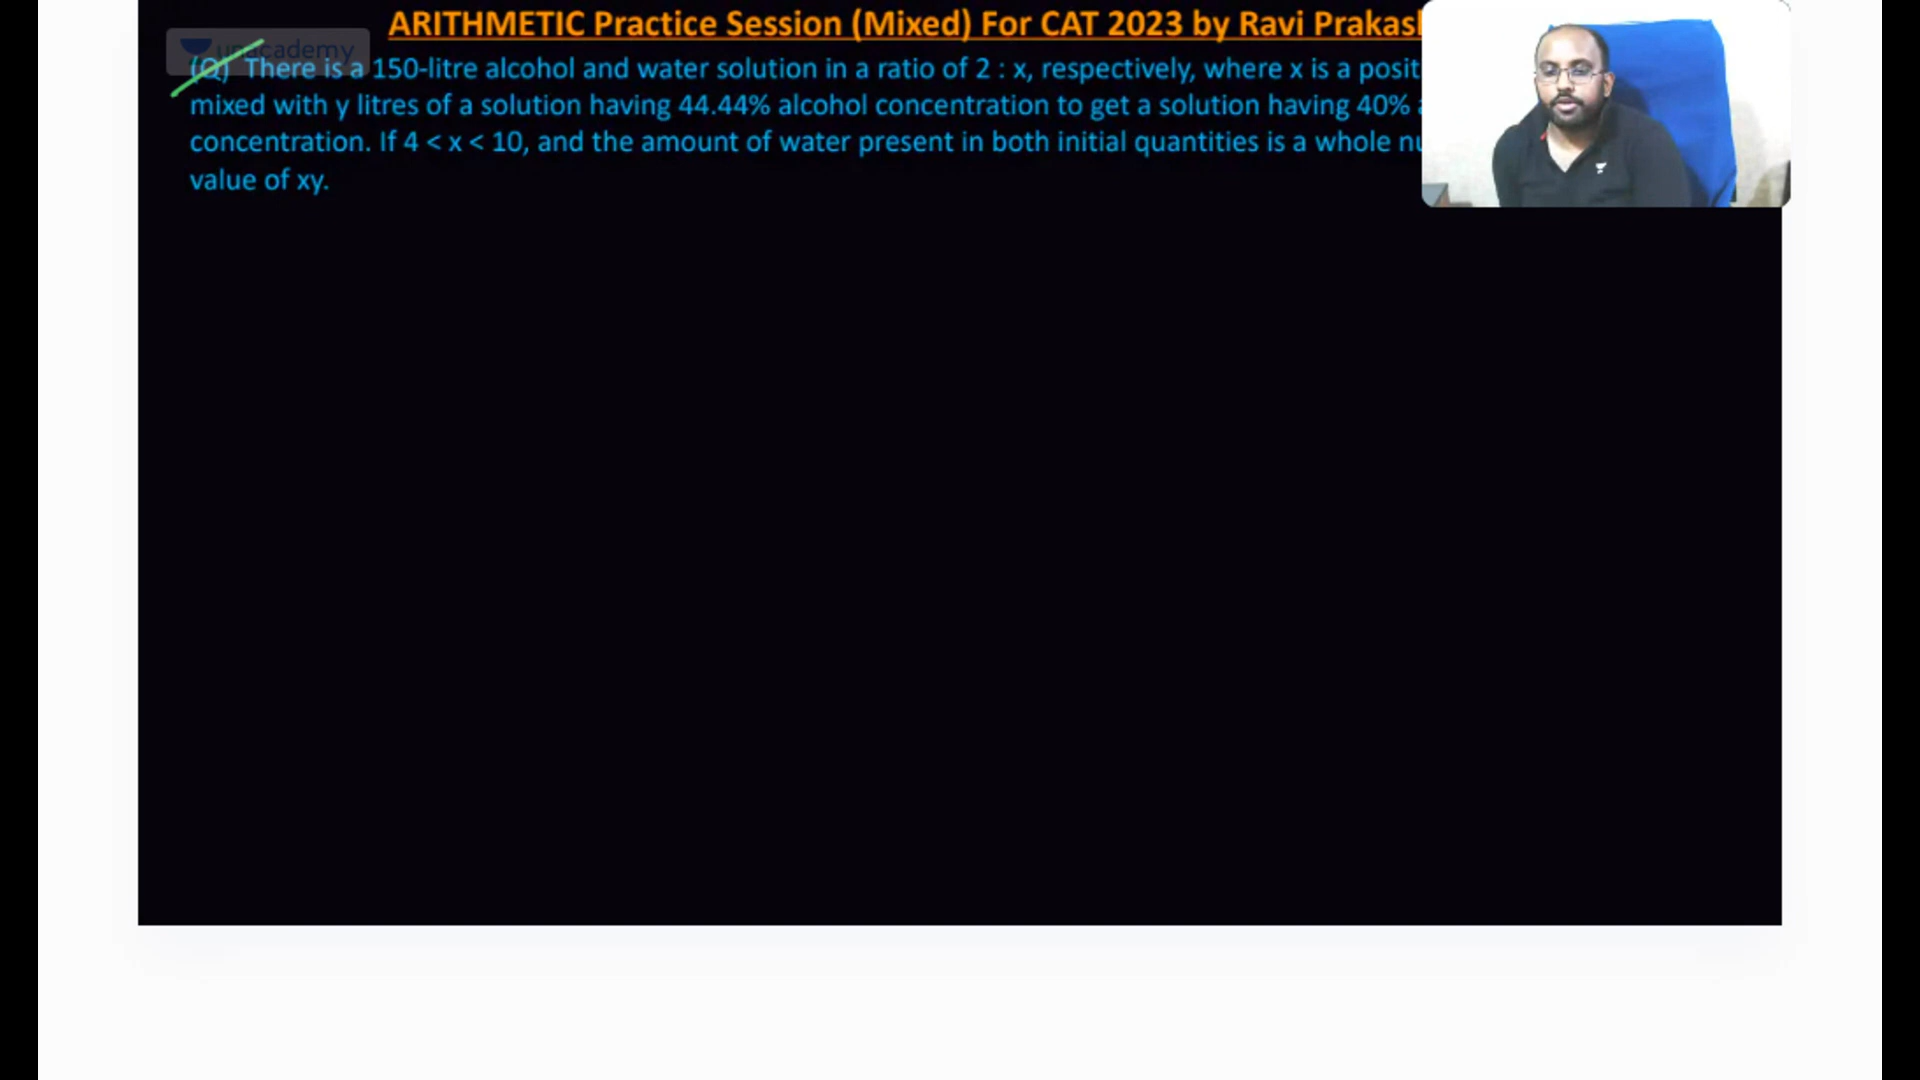 ARITHMETIC Practice Session (Mixed) For CAT 2023 by Ravi Prakash
unacademy
(Q) There is a 150-litre alcohol and water solution in a ratio of 2 : x, respectively, where x is a posit
mixed with y litres of a solution having 44.44% alcohol concentration to get a solution having 40%
concentration. If 4 < x < 10, and the amount of water present in both initial quantities is a whole nu
value of xy.